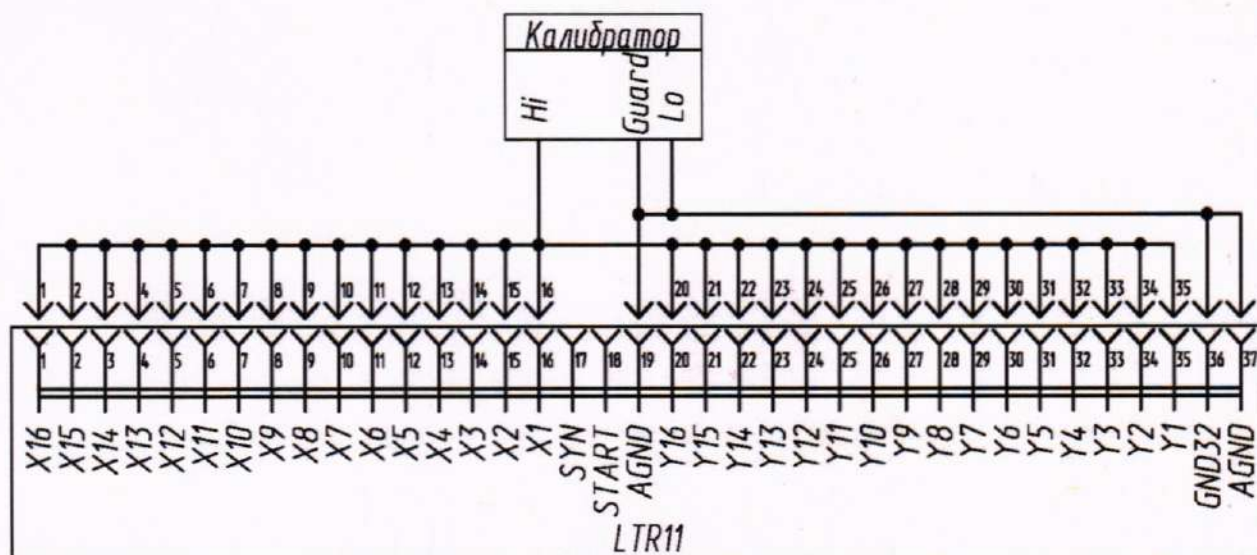 Калибратор
Hi
Guard
Lo
1 2 3 4 5 6 7 8 9 10 11 12 13 14 15 16 20 21 22 23 24 25 26 27 28 29 30 31 32 33 34 35
1 2 3 4 5 6 7 8 9 10 11 12 13 14 15 16 17 18 19 20 21 22 23 24 25 26 27 28 29 30 31 32 33 34 35 36 37
X16 X15 X14 X13 X12 X11 X10 X9 X8 X7 X6 X5 X4 X3 X2 X1 SYN START AGND Y16 Y15 Y14 Y13 Y12 Y11 Y10 Y9 Y8 Y7 Y6 Y5 Y4 Y3 Y2 Y1 GND32 AGND
LTR11